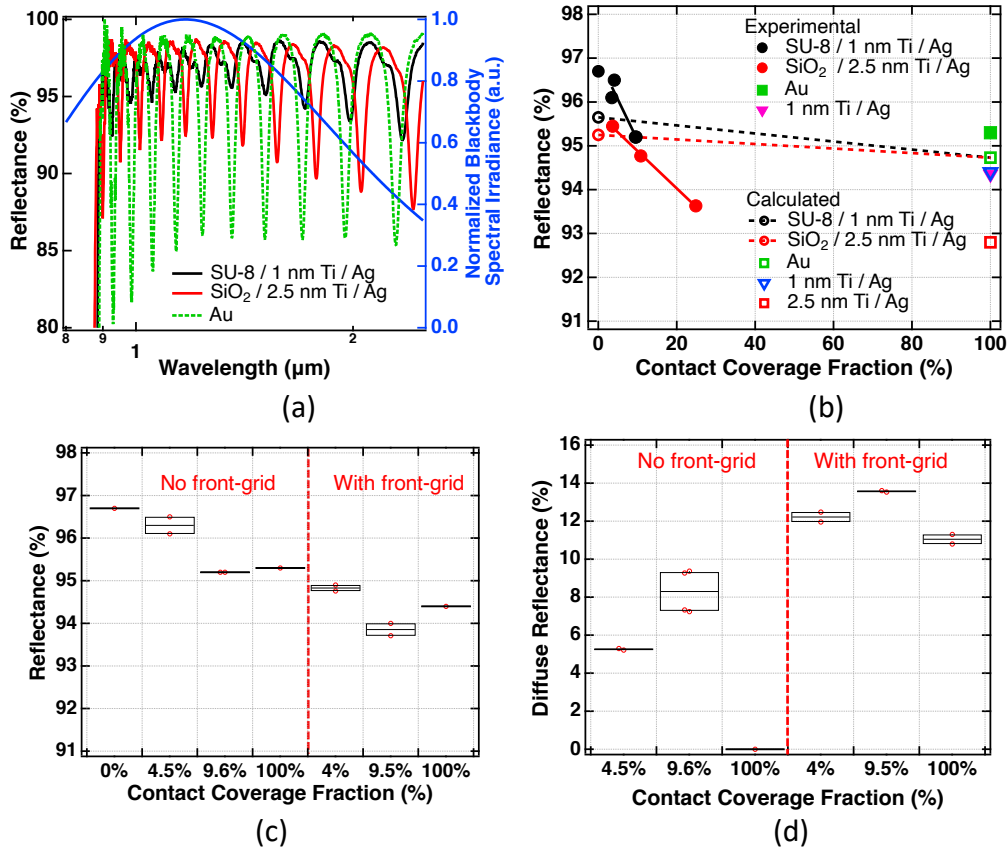 100
95
90
85
80
Reflectance (%)
1.0
0.8
0.6
0.4
0.2
0.0
Normalized Blackbody
Spectral Irradiance (a.u.)
SU-8 / 1 nm Ti / Ag
SiO2 / 2.5 nm Ti / Ag
Au
8 9 1 2
Wavelength (µm)
(a)
98
97
96
95
94
93
92
91
Reflectance (%)
Experimental
SU-8 / 1 nm Ti / Ag
SiO2 / 2.5 nm Ti / Ag
Au
1 nm Ti / Ag
Calculated
SU-8 / 1 nm Ti / Ag
SiO2 / 2.5 nm Ti / Ag
Au
1 nm Ti / Ag
2.5 nm Ti / Ag
0 20 40 60 80 100
Contact Coverage Fraction (%)
(b)
98
97
96
95
94
93
92
91
Reflectance (%)
No front-grid
With front-grid
0% 4.5% 9.6% 100% 4% 9.5% 100%
Contact Coverage Fraction (%)
(c)
16
14
12
10
8
6
4
2
0
Diffuse Reflectance (%)
No front-grid
With front-grid
4.5% 9.6% 100% 4% 9.5% 100%
Contact Coverage Fraction (%)
(d)